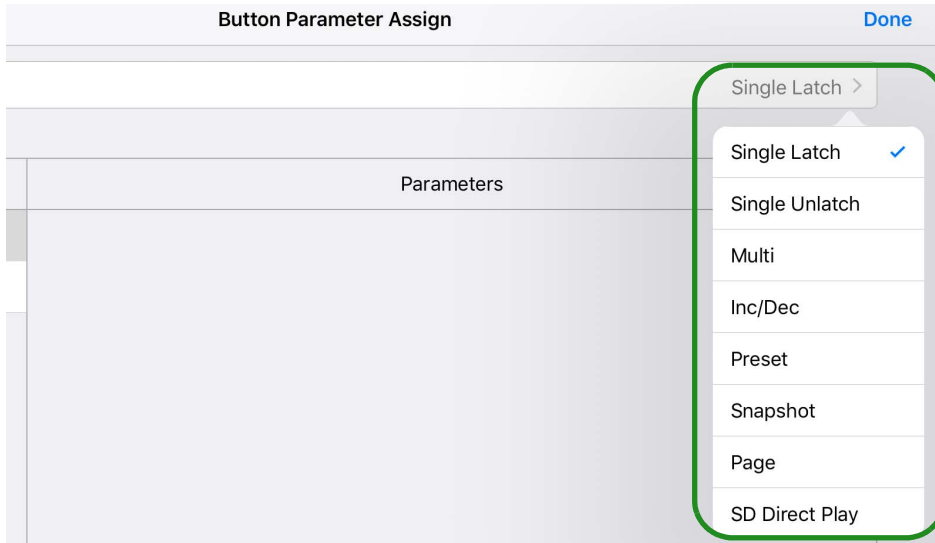 Button Parameter Assign
Done
Single Latch
Single Latch
Parameters
Single Unlatch
Multi
Inc/Dec
Preset
Snapshot
Page
SD Direct Play